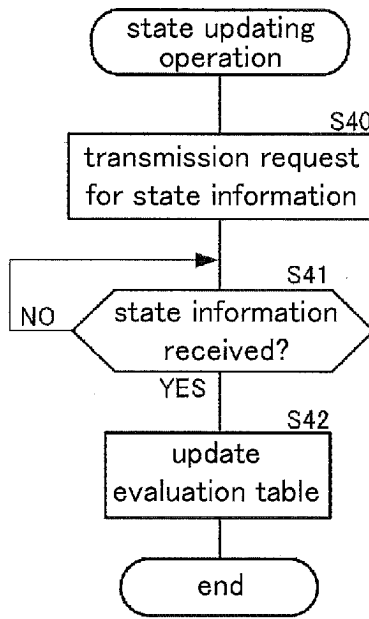 state updating
operation
S40
transmission request
for state information
S41
state information
received?
NO
YES
S42
update
evaluation table
end